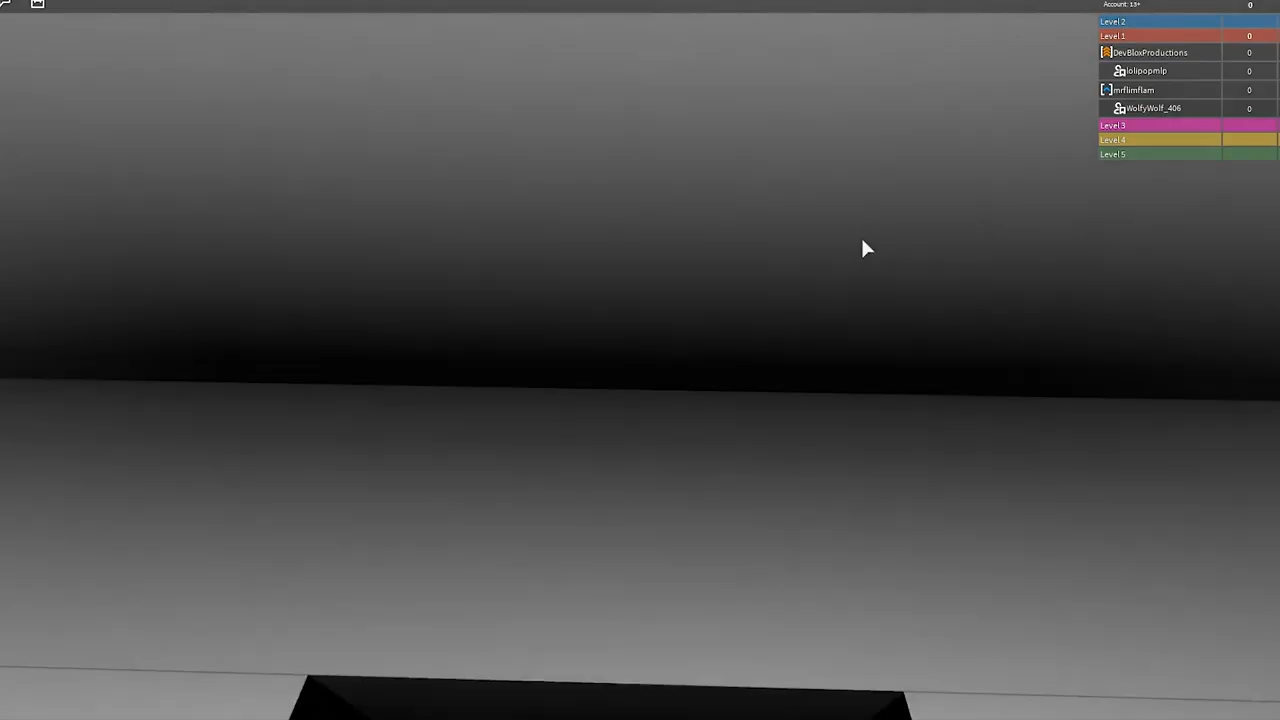 Account: 13+ 0
Level 2
Level 1 0
DevBloxProductions 0
lolipopmlp 0
mrflimflam 0
WolfyWolf_406 0
Level 3
Level 4
Level 5